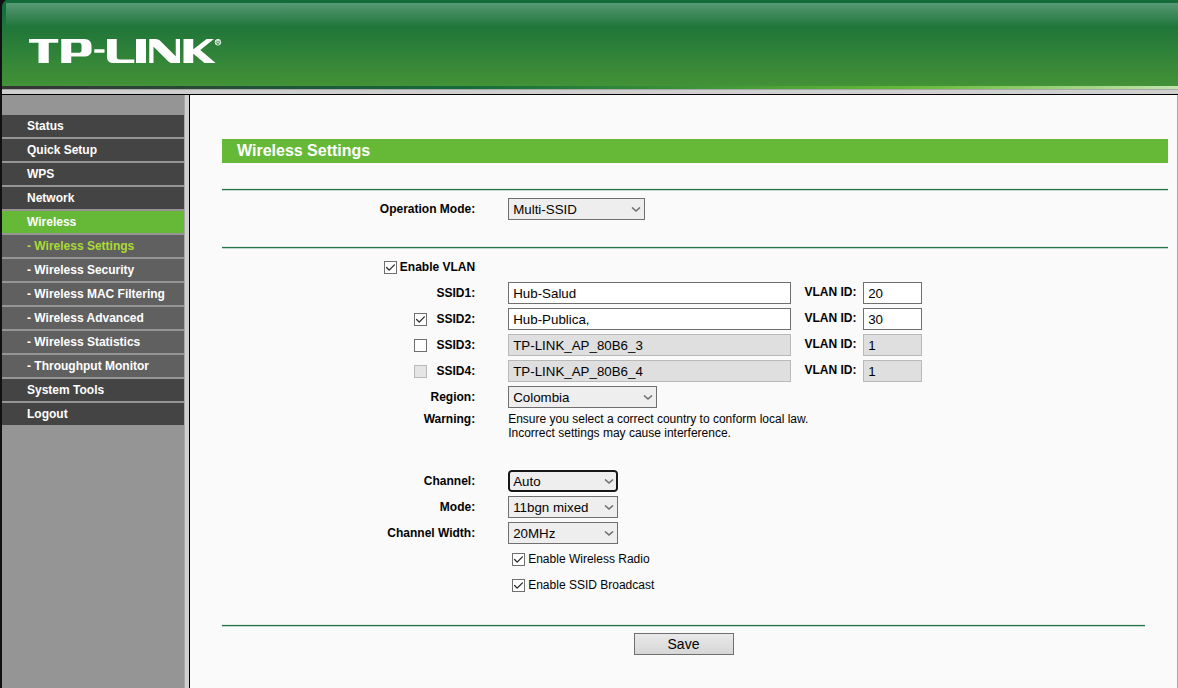 TP-LINK®
Status
Quick Setup
WPS
Network
Wireless
- Wireless Settings
- Wireless Security
- Wireless MAC Filtering
- Wireless Advanced
- Wireless Statistics
- Throughput Monitor
System Tools
Logout
Wireless Settings
Operation Mode: Multi-SSID
Enable VLAN
SSID1: Hub-Salud VLAN ID: 20
SSID2: Hub-Publica, VLAN ID: 30
SSID3: TP-LINK_AP_80B6_3 VLAN ID: 1
SSID4: TP-LINK_AP_80B6_4 VLAN ID: 1
Region: Colombia
Warning: Ensure you select a correct country to conform local law.
Incorrect settings may cause interference.
Channel: Auto
Mode: 11bgn mixed
Channel Width: 20MHz
Enable Wireless Radio
Enable SSID Broadcast
Save